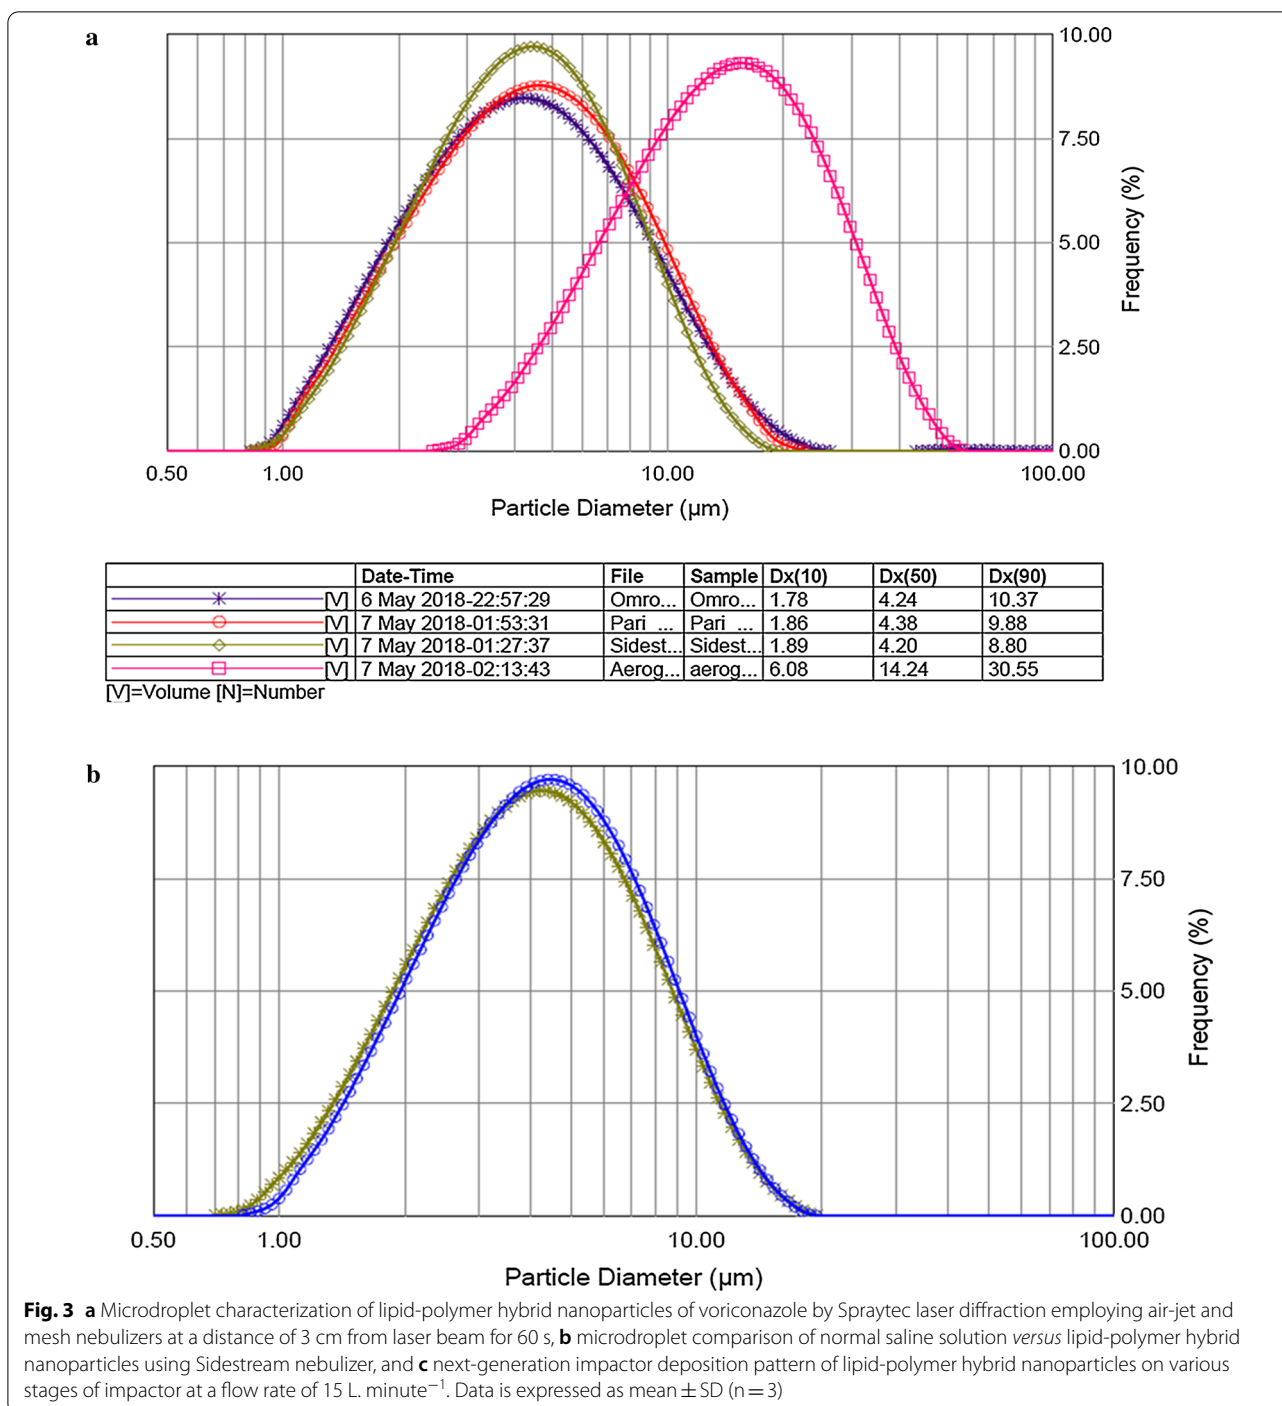 a
10.00
7.50
5.00
2.50
0.00
Frequency (%)
0.50 1.00 10.00 100.00
Particle Diameter (µm)
Date-Time File Sample Dx(10) Dx(50) Dx(90)
[V] 6 May 2018-22:57:29 Omro... Omro... 1.78 4.24 10.37
[V] 7 May 2018-01:53:31 Pari ... Pari ... 1.86 4.38 9.88
[V] 7 May 2018-01:27:37 Sidest... Sidest... 1.89 4.20 8.80
[V] 7 May 2018-02:13:43 Aerog... aerog... 6.08 14.24 30.55
[V]=Volume [N]=Number
b
10.00
7.50
5.00
2.50
0.00
Frequency (%)
0.50 1.00 10.00 100.00
Particle Diameter (µm)
Fig. 3 a Microdroplet characterization of lipid-polymer hybrid nanoparticles of voriconazole by Spraytec laser diffraction employing air-jet and
mesh nebulizers at a distance of 3 cm from laser beam for 60 s, b microdroplet comparison of normal saline solution versus lipid-polymer hybrid
nanoparticles using Sidestream nebulizer, and c next-generation impactor deposition pattern of lipid-polymer hybrid nanoparticles on various
stages of impactor at a flow rate of 15 L. minute⁻¹. Data is expressed as mean ± SD (n = 3)